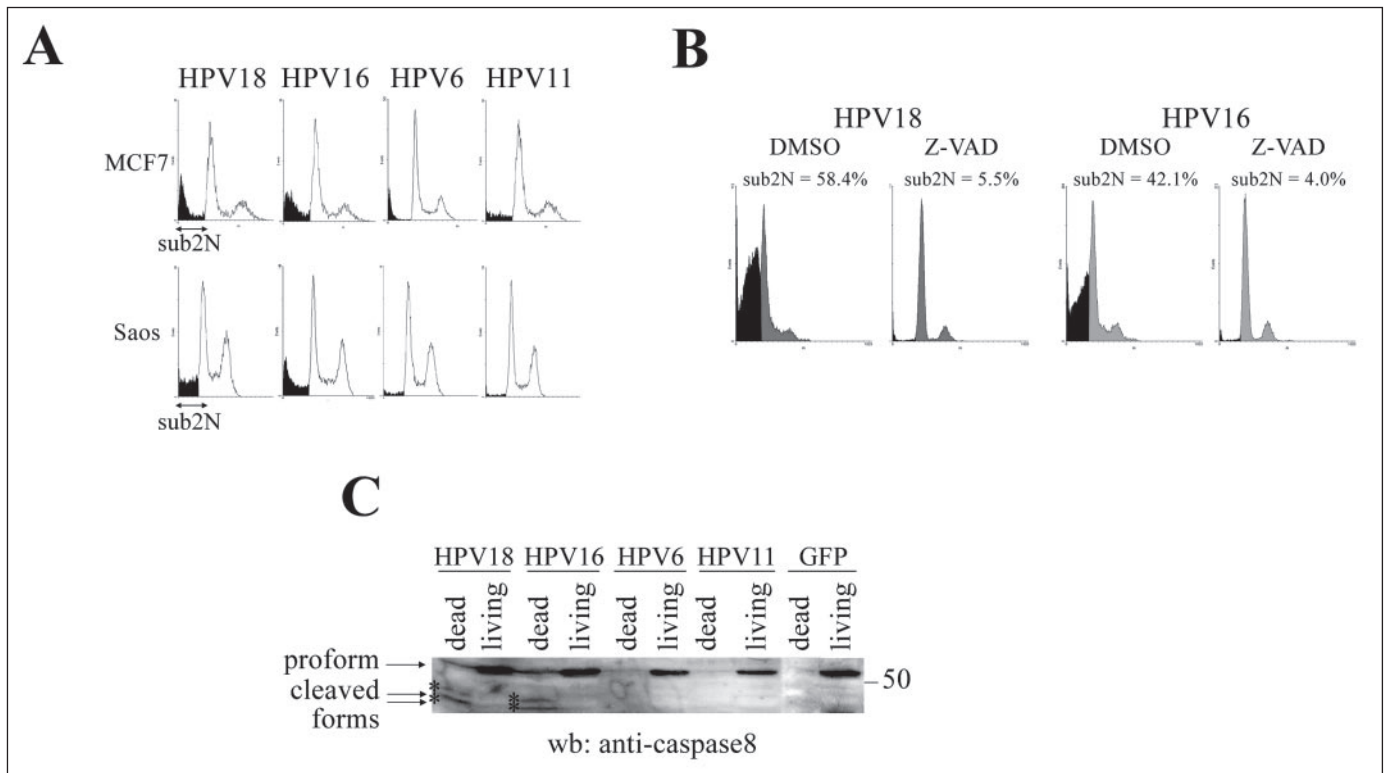 A
HPV18 HPV16 HPV6 HPV11
MCF7
sub2N
Saos
sub2N
B
HPV18 HPV16
DMSO Z-VAD DMSO Z-VAD
sub2N = 58.4% sub2N = 5.5% sub2N = 42.1% sub2N = 4.0%
C
HPV18 HPV16 HPV6 HPV11 GFP
dead living dead living dead living dead living dead living
proform
cleaved
forms
* * * *
50
wb: anti-caspase8